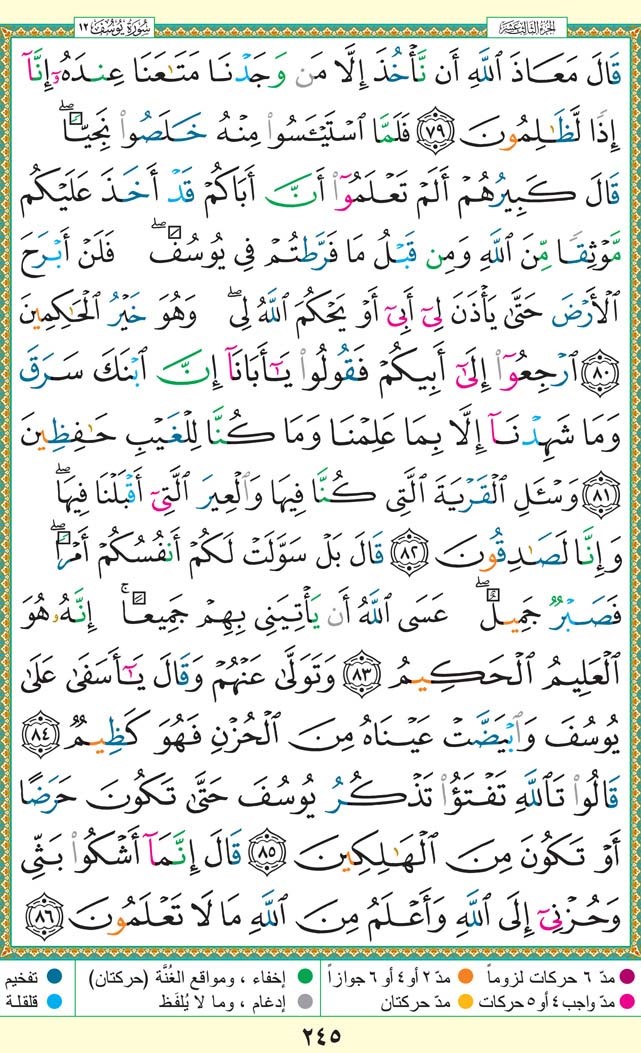 الجزء الثالث عشر
سُورَةُ يُوسُفَ ١٢
قَالَ مَعَاذَ ٱللَّهِ أَن نَّأۡخُذَ إِلَّا مَن وَجَدۡنَا مَتَٰعَنَا عِندَهُۥٓ إِنَّآ
إِذٗا لَّظَٰلِمُونَ ٧٩ فَلَمَّا ٱسۡتَيۡـَٔسُواْ مِنۡهُ خَلَصُواْ نَجِيّٗاۖ
قَالَ كَبِيرُهُمۡ أَلَمۡ تَعۡلَمُوٓاْ أَنَّ أَبَاكُمۡ قَدۡ أَخَذَ عَلَيۡكُم
مَّوۡثِقٗا مِّنَ ٱللَّهِ وَمِن قَبۡلُ مَا فَرَّطتُمۡ فِي يُوسُفَۖ فَلَنۡ أَبۡرَحَ
ٱلۡأَرۡضَ حَتَّىٰ يَأۡذَنَ لِيٓ أَبِيٓ أَوۡ يَحۡكُمَ ٱللَّهُ لِيۖ وَهُوَ خَيۡرُ ٱلۡحَٰكِمِينَ
٨٠ ٱرۡجِعُوٓاْ إِلَىٰٓ أَبِيكُمۡ فَقُولُواْ يَٰٓأَبَانَآ إِنَّ ٱبۡنَكَ سَرَقَ
وَمَا شَهِدۡنَآ إِلَّا بِمَا عَلِمۡنَا وَمَا كُنَّا لِلۡغَيۡبِ حَٰفِظِينَ
٨١ وَسۡـَٔلِ ٱلۡقَرۡيَةَ ٱلَّتِي كُنَّا فِيهَا وَٱلۡعِيرَ ٱلَّتِيٓ أَقۡبَلۡنَا فِيهَاۖ
وَإِنَّا لَصَٰدِقُونَ ٨٢ قَالَ بَلۡ سَوَّلَتۡ لَكُمۡ أَنفُسُكُمۡ أَمۡرٗاۖ
فَصَبۡرٞ جَمِيلٌۖ عَسَى ٱللَّهُ أَن يَأۡتِيَنِي بِهِمۡ جَمِيعًاۚ إِنَّهُۥ هُوَ
ٱلۡعَلِيمُ ٱلۡحَكِيمُ ٨٣ وَتَوَلَّىٰ عَنۡهُمۡ وَقَالَ يَٰٓأَسَفَىٰ عَلَىٰ
يُوسُفَ وَٱبۡيَضَّتۡ عَيۡنَاهُ مِنَ ٱلۡحُزۡنِ فَهُوَ كَظِيمٞ ٨٤
قَالُواْ تَٱللَّهِ تَفۡتَؤُاْ تَذۡكُرُ يُوسُفَ حَتَّىٰ تَكُونَ حَرَضًا
أَوۡ تَكُونَ مِنَ ٱلۡهَٰلِكِينَ ٨٥ قَالَ إِنَّمَآ أَشۡكُواْ بَثِّي
وَحُزۡنِيٓ إِلَى ٱللَّهِ وَأَعۡلَمُ مِنَ ٱللَّهِ مَا لَا تَعۡلَمُونَ ٨٦
مدّ ٦ حركات لزوماً مدّ ٢ أو ٤ أو ٦ جوازاً إخفاء ، ومواقع الغُنَّة (حركتان) تفخيم
مدّ واجب ٤ أو ٥ حركات مدّ حركتان إدغام ، وما لا يُلفَظ قلقلة
٢٤٥